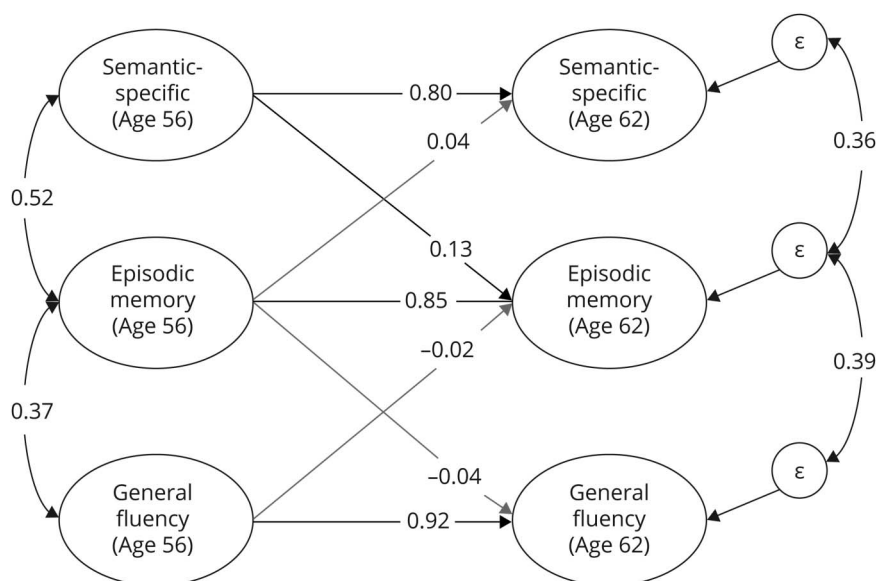 Semantic-
specific
(Age 56)
0.80
Semantic-
specific
(Age 62)
ε
0.04
0.36
0.52
0.13
Episodic
memory
(Age 56)
0.85
Episodic
memory
(Age 62)
ε
–0.02
0.39
0.37
–0.04
General
fluency
(Age 56)
0.92
General
fluency
(Age 62)
ε